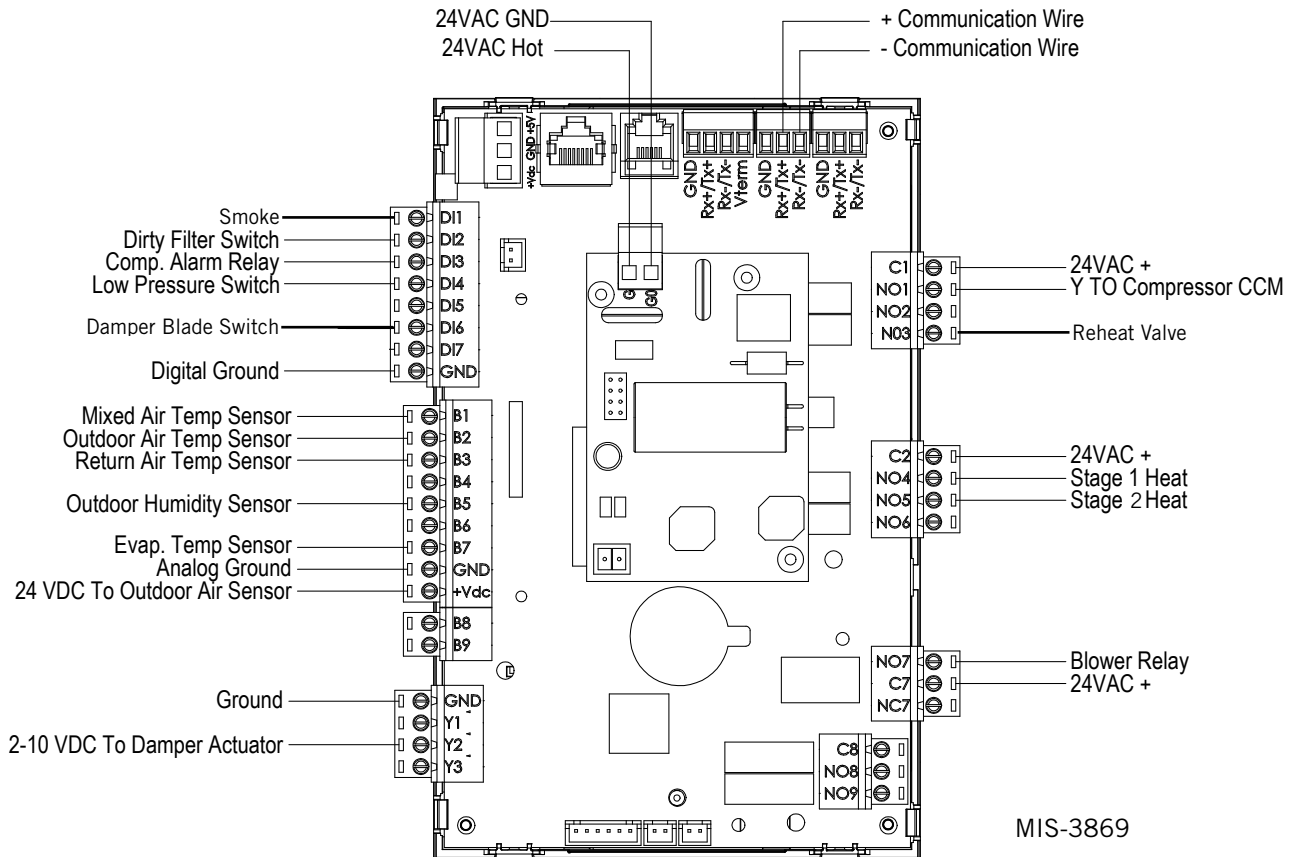 24VAC GND
24VAC Hot
+ Communication Wire
- Communication Wire
+Vdc GND +5V
GND
Rx+/Tx+
Rx-/Tx-
Vterm
GND
Rx+/Tx+
Rx-/Tx-
GND
Rx+/Tx+
Rx-/Tx-
G
G0
Smoke DI1
Dirty Filter Switch DI2
Comp. Alarm Relay DI3
Low Pressure Switch DI4
DI5
Damper Blade Switch DI6
DI7
Digital Ground GND
Mixed Air Temp Sensor B1
Outdoor Air Temp Sensor B2
Return Air Temp Sensor B3
B4
Outdoor Humidity Sensor B5
B6
Evap. Temp Sensor B7
Analog Ground GND
24 VDC To Outdoor Air Sensor +Vdc
B8
B9
Ground GND
Y1
2-10 VDC To Damper Actuator Y2
Y3
C1 24VAC +
NO1 Y TO Compressor CCM
NO2
N03 Reheat Valve
C2 24VAC +
NO4 Stage 1 Heat
NO5 Stage 2 Heat
NO6
NO7 Blower Relay
C7 24VAC +
NC7
C8
NO8
NO9
MIS-3869